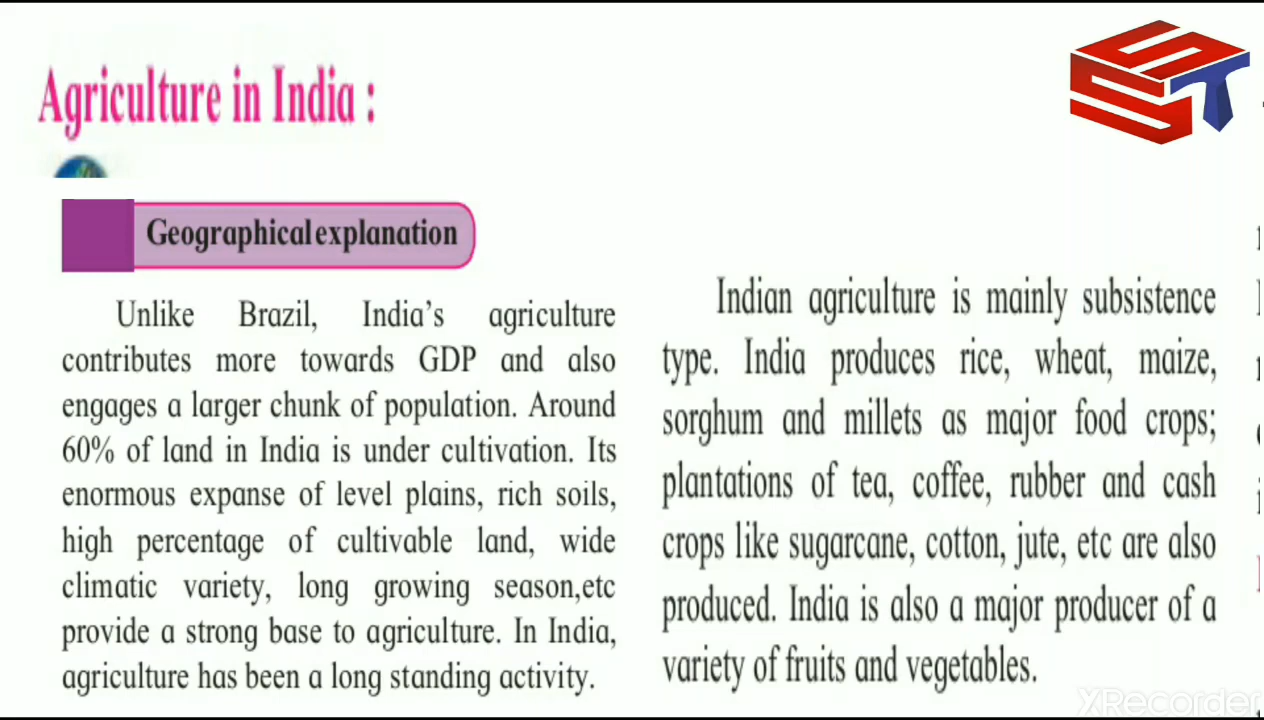 Agriculture in India :
Geographical explanation
Unlike Brazil, India's agriculture
contributes more towards GDP and also
engages a larger chunk of population. Around
60% of land in India is under cultivation. Its
enormous expanse of level plains, rich soils,
high percentage of cultivable land, wide
climatic variety, long growing season,etc
provide a strong base to agriculture. In India,
agriculture has been a long standing activity.
Indian agriculture is mainly subsistence
type. India produces rice, wheat, maize,
sorghum and millets as major food crops;
plantations of tea, coffee, rubber and cash
crops like sugarcane, cotton, jute, etc are also
produced. India is also a major producer of a
variety of fruits and vegetables.
SST
XRecorder